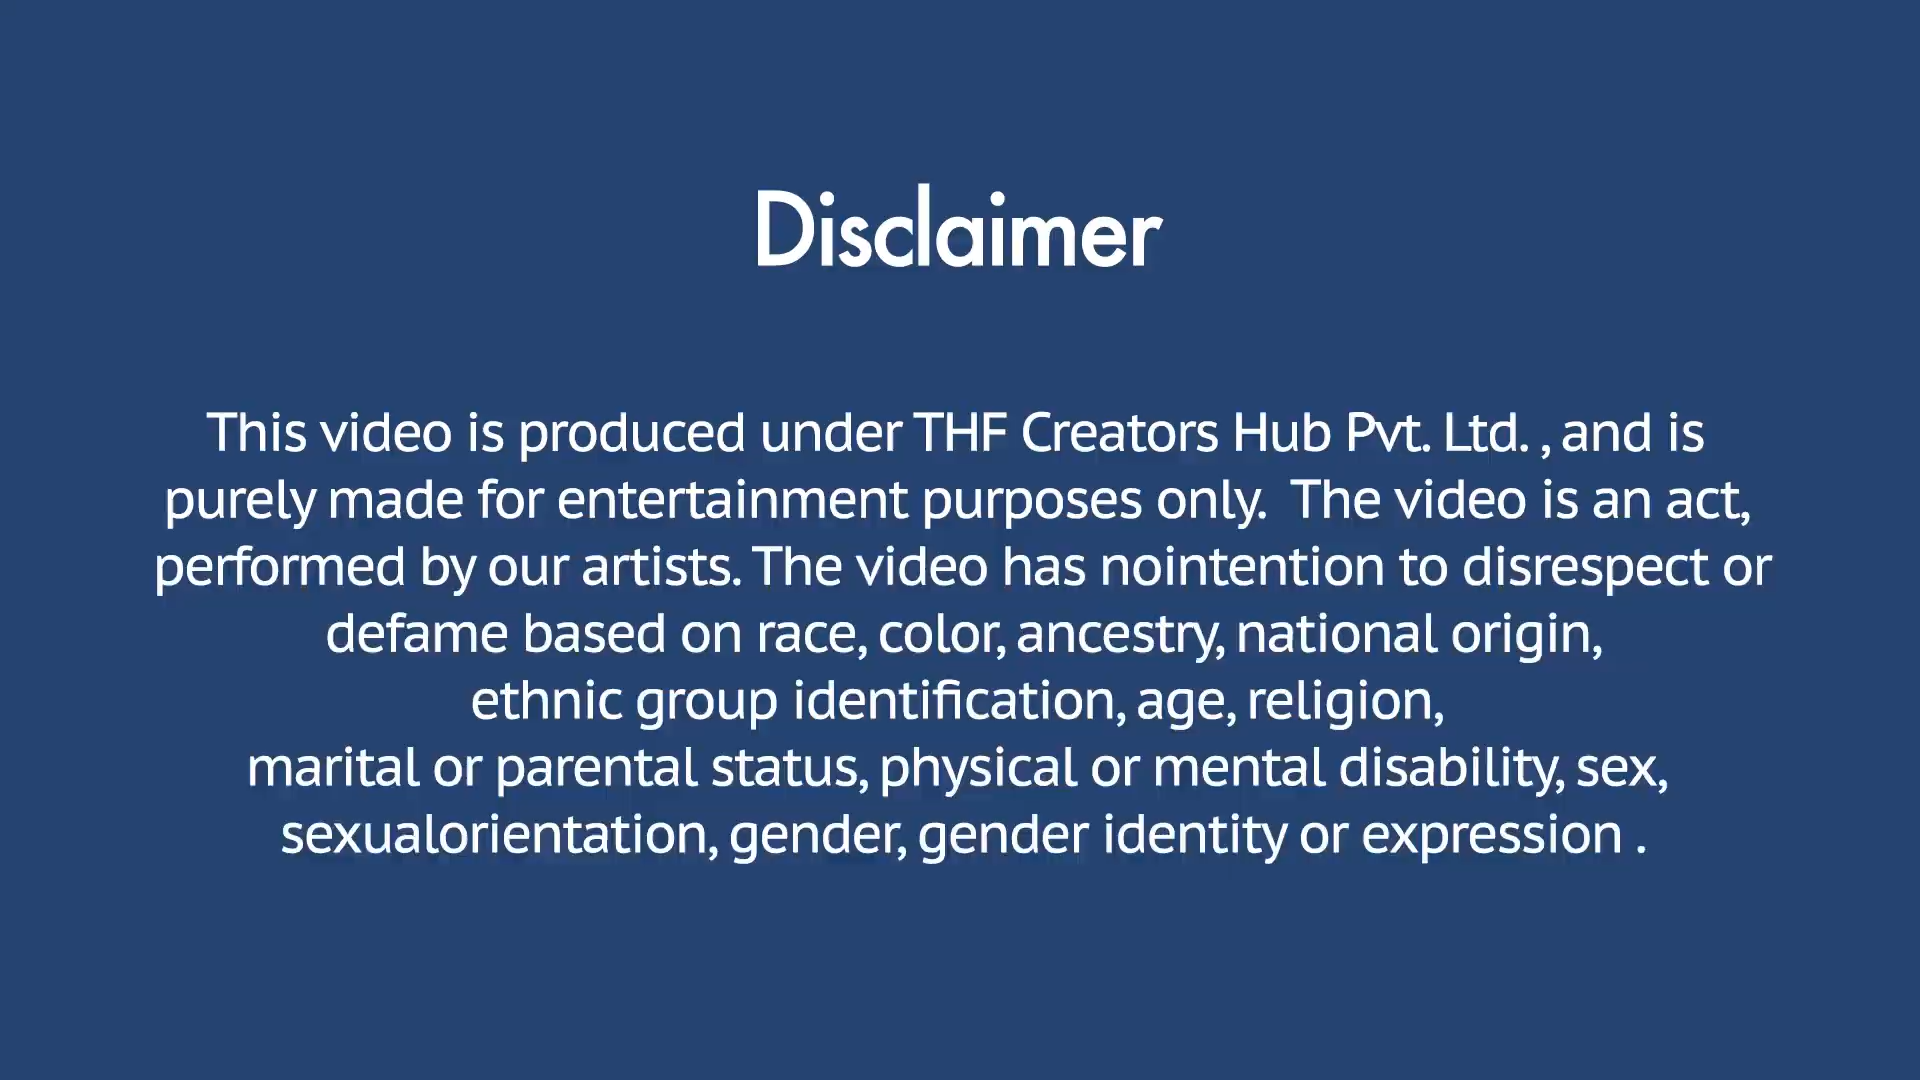 Disclaimer
This video is produced under THF Creators Hub Pvt. Ltd. , and is
purely made for entertainment purposes only.  The video is an act,
performed by our artists. The video has nointention to disrespect or
defame based on race, color, ancestry, national origin,
ethnic group identification, age, religion,
marital or parental status, physical or mental disability, sex,
sexualorientation, gender, gender identity or expression .